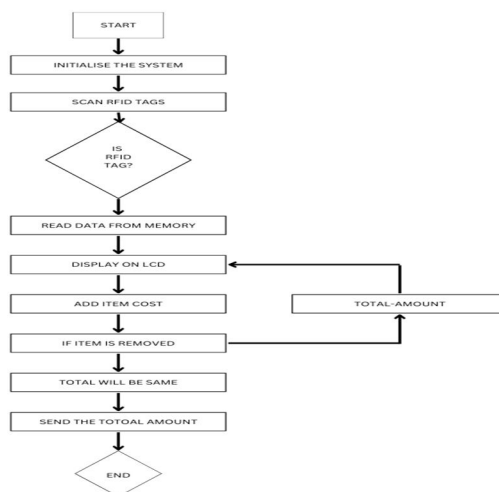 START
INITIALISE THE SYSTEM
SCAN RFID TAGS
IS
RFID
TAG?
READ DATA FROM MEMORY
DISPLAY ON LCD
ADD ITEM COST
TOTAL-AMOUNT
IF ITEM IS REMOVED
TOTAL WILL BE SAME
SEND THE TOTOAL AMOUNT
END